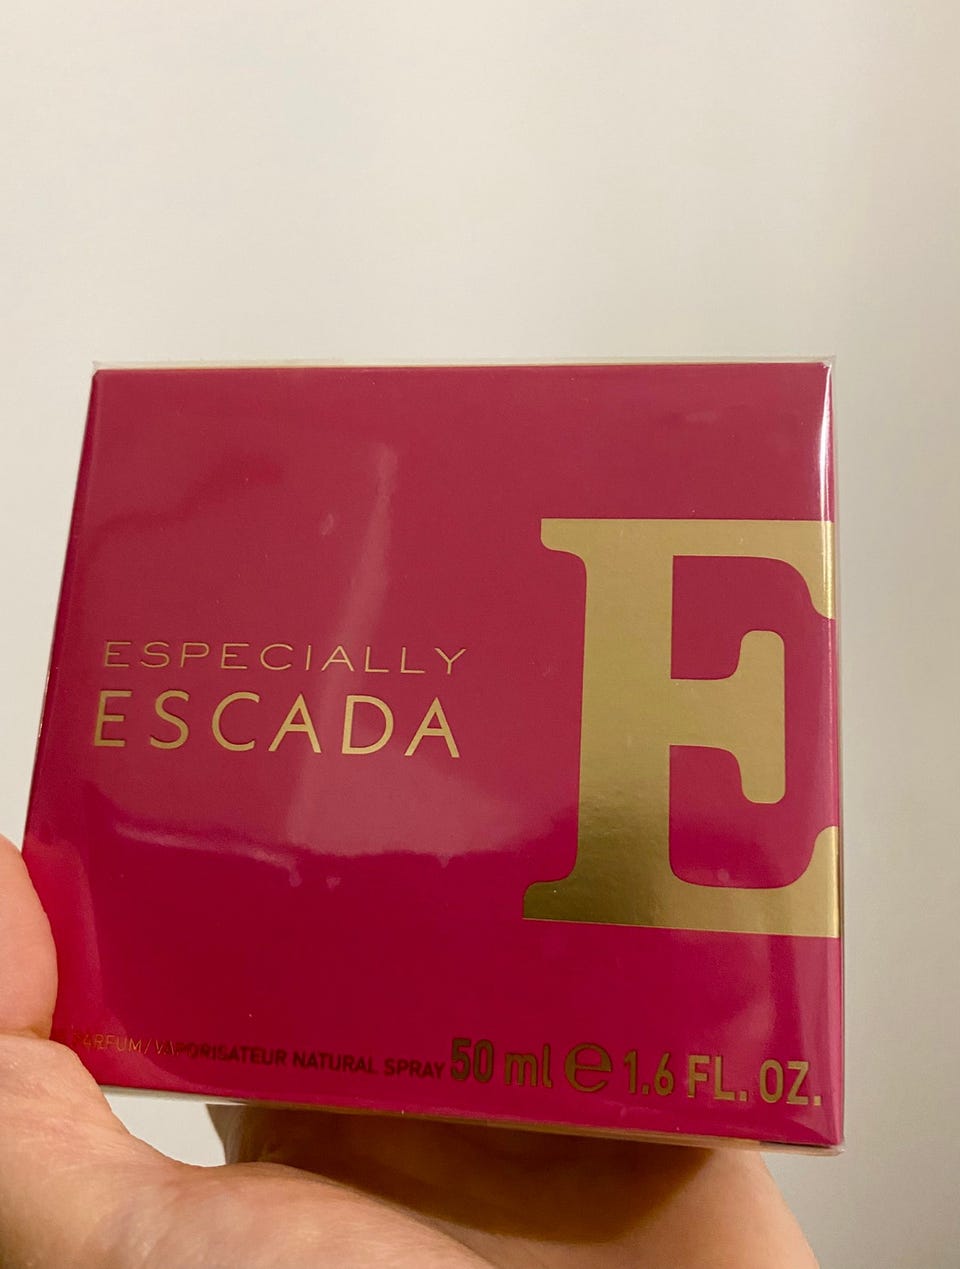 ESPECIALLY
ESCADA
E
VAPORISATEUR NATURAL SPRAY 50 ml ℮ 1.6 FL. OZ.